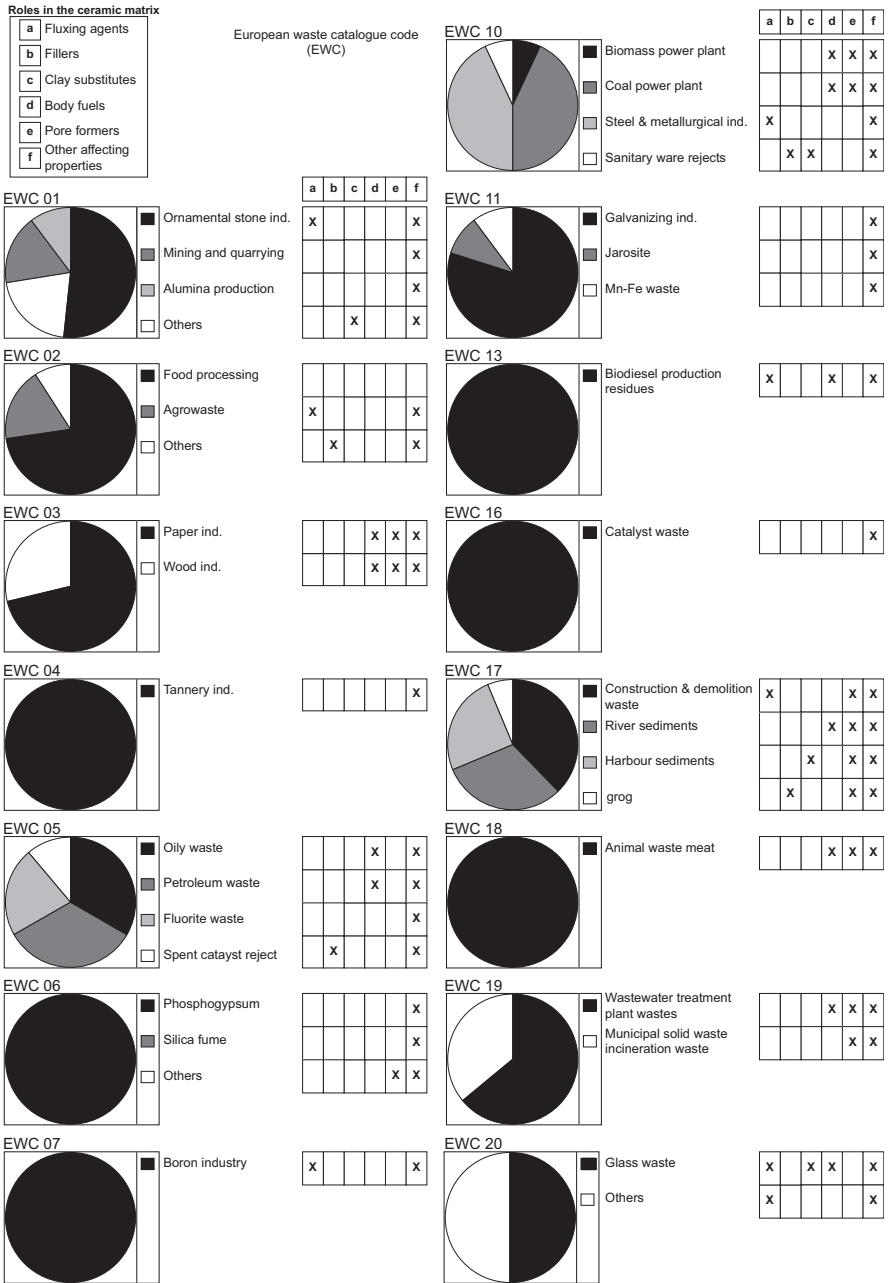 Roles in the ceramic matrix
a Fluxing agents
b Fillers
c Clay substitutes
d Body fuels
e Pore formers
f Other affecting
properties
European waste catalogue code
(EWC)
a b c d e f
EWC 01
Ornamental stone ind. X X
Mining and quarrying X
Alumina production X
Others X X
EWC 02
Food processing
Agrowaste X X
Others X X
EWC 03
Paper ind. X X X
Wood ind. X X X
EWC 04
Tannery ind. X
EWC 05
Oily waste X X
Petroleum waste X X
Fluorite waste X
Spent catayst reject X X
EWC 06
Phosphogypsum X
Silica fume X
Others X X
EWC 07
Boron industry X X
a b c d e f
EWC 10
Biomass power plant X X X
Coal power plant X X X
Steel & metallurgical ind. X X
Sanitary ware rejects X X X
EWC 11
Galvanizing ind. X
Jarosite X
Mn-Fe waste X
EWC 13
Biodiesel production X X X
residues
EWC 16
Catalyst waste X
EWC 17
Construction & demolition X X X
waste
River sediments X X X
Harbour sediments X X X
grog X X X
EWC 18
Animal waste meat X X X
EWC 19
Wastewater treatment X X X
plant wastes
Municipal solid waste X X
incineration waste
EWC 20
Glass waste X X X X
Others X X